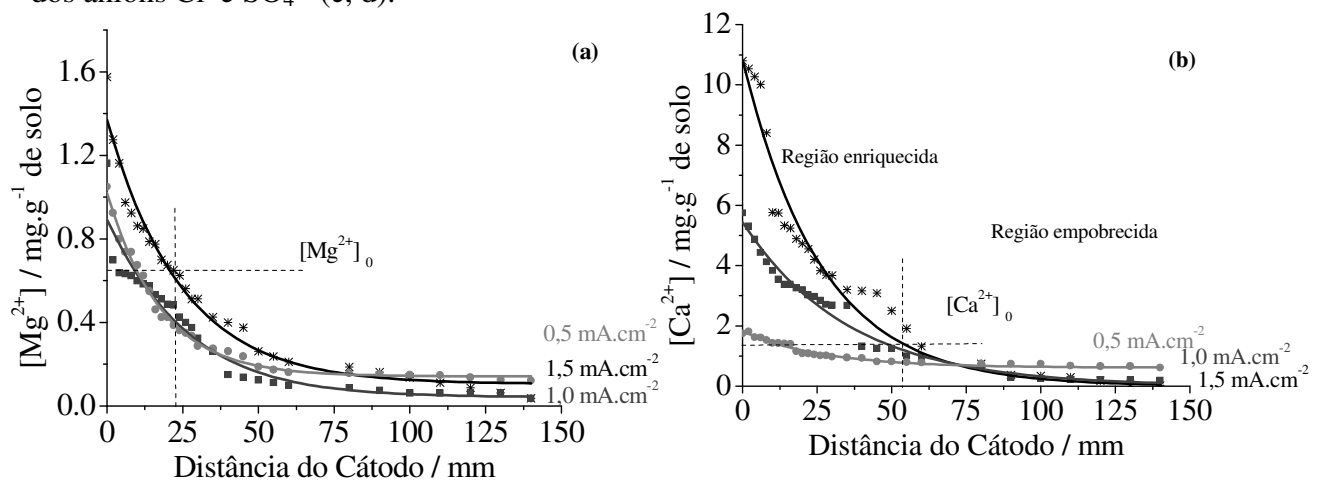 dos ânions Cl⁻ e SO₄²⁻ (c, d).
(a)
[Mg²⁺] / mg.g⁻¹ de solo
1.6
1.2
0.8
0.4
0.0
[Mg²⁺]₀
0,5 mA.cm⁻²
1,5 mA.cm⁻²
1,0 mA.cm⁻²
0 25 50 75 100 125 150
Distância do Cátodo / mm
(b)
[Ca²⁺] / mg.g⁻¹ de solo
12
10
8
6
4
2
0
Região enriquecida
Região empobrecida
[Ca²⁺]₀
0,5 mA.cm⁻²
1,0 mA.cm⁻²
1,5 mA.cm⁻²
0 25 50 75 100 125 150
Distância do Cátodo / mm